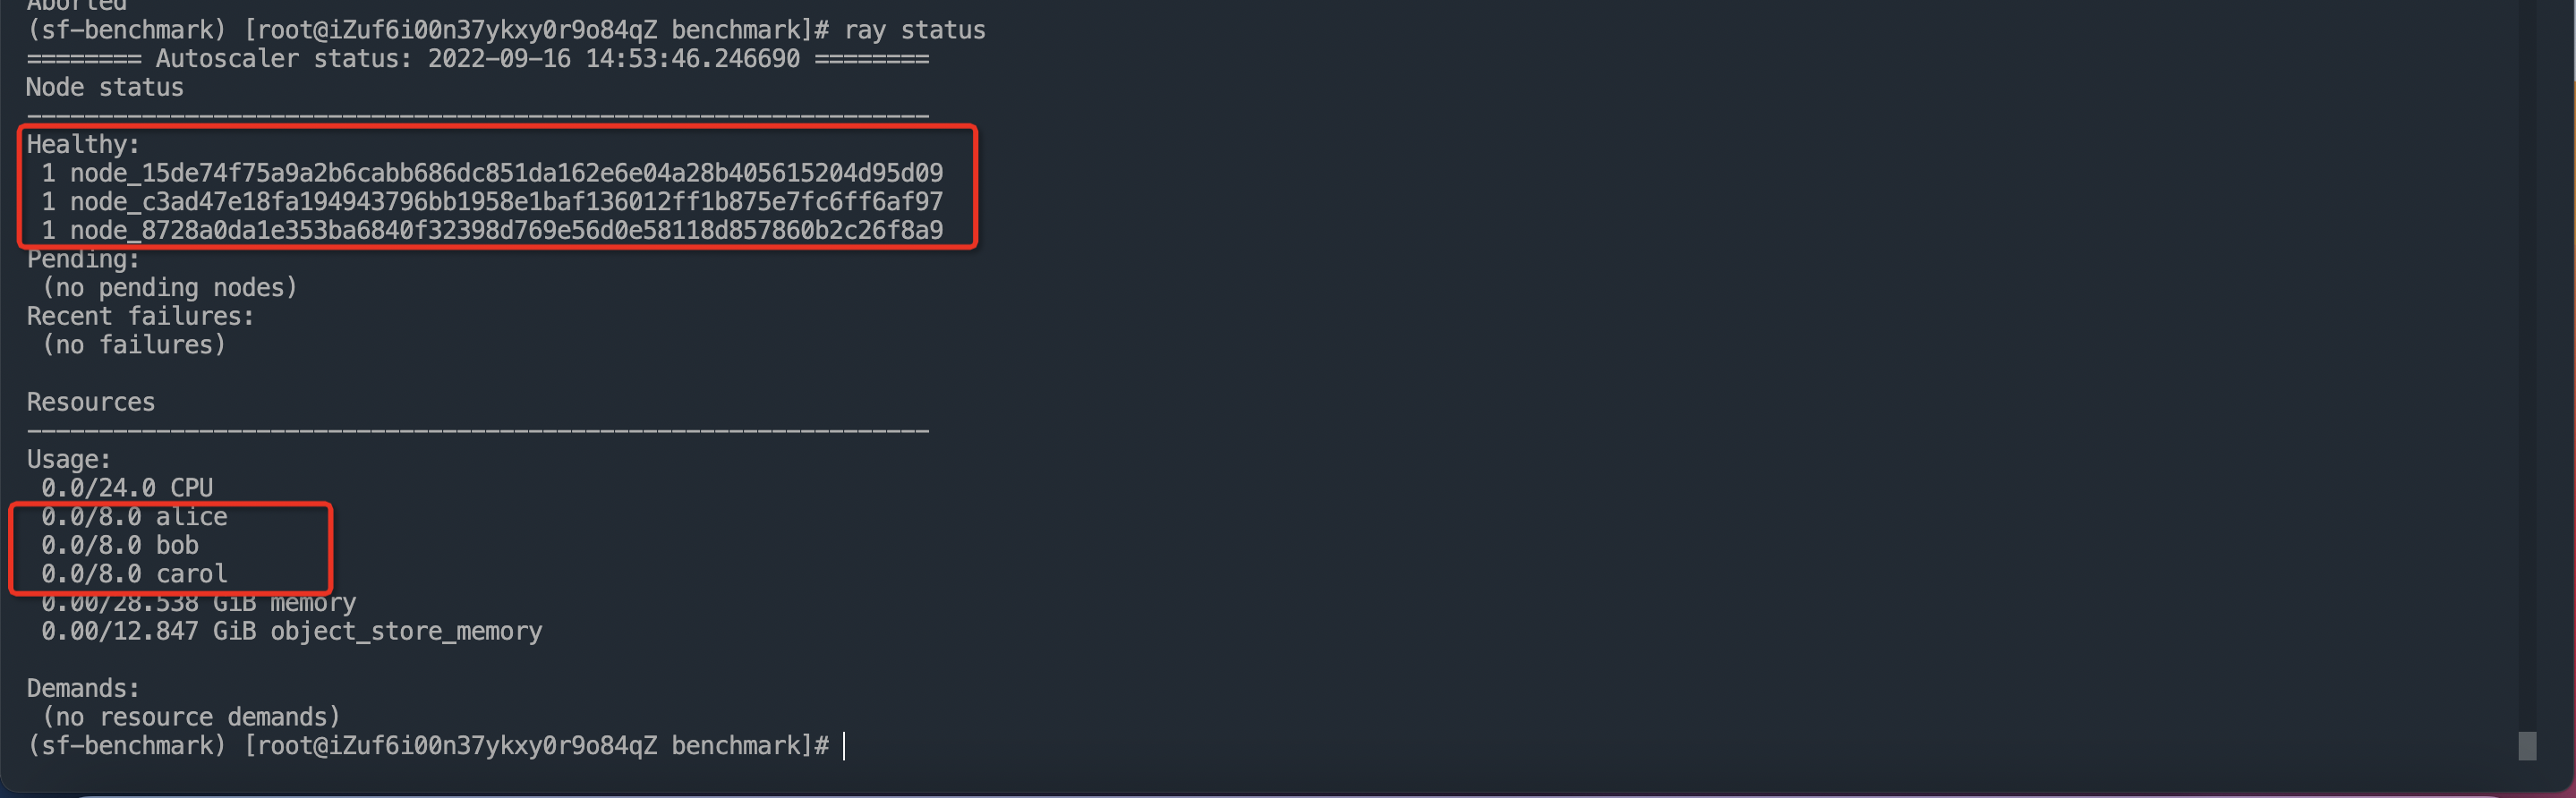 Aborted
(sf-benchmark) [root@iZuf6i00n37ykxy0r9o84qZ benchmark]# ray status
======== Autoscaler status: 2022-09-16 14:53:46.246690 ========
Node status
---------------------------------------------------------------
Healthy:
 1 node_15de74f75a9a2b6cabb686dc851da162e6e04a28b405615204d95d09
 1 node_c3ad47e18fa194943796bb1958e1baf136012ff1b875e7fc6ff6af97
 1 node_8728a0da1e353ba6840f32398d769e56d0e58118d857860b2c26f8a9
Pending:
 (no pending nodes)
Recent failures:
 (no failures)
Resources
---------------------------------------------------------------
Usage:
 0.0/24.0 CPU
 0.0/8.0 alice
 0.0/8.0 bob
 0.0/8.0 carol
 0.00/28.538 GiB memory
 0.00/12.847 GiB object_store_memory
Demands:
 (no resource demands)
(sf-benchmark) [root@iZuf6i00n37ykxy0r9o84qZ benchmark]#